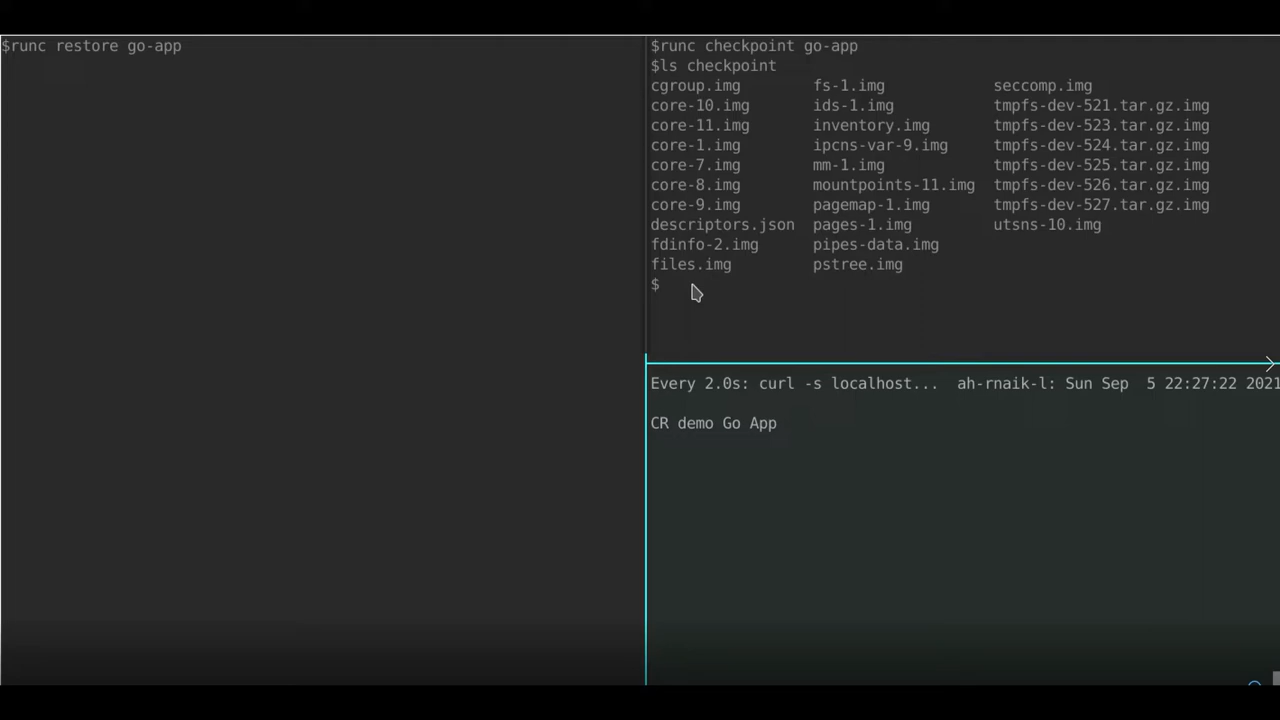 $runc restore go-app
$runc checkpoint go-app
$ls checkpoint
cgroup.img fs-1.img seccomp.img
core-10.img ids-1.img tmpfs-dev-521.tar.gz.img
core-11.img inventory.img tmpfs-dev-523.tar.gz.img
core-1.img ipcns-var-9.img tmpfs-dev-524.tar.gz.img
core-7.img mm-1.img tmpfs-dev-525.tar.gz.img
core-8.img mountpoints-11.img tmpfs-dev-526.tar.gz.img
core-9.img pagemap-1.img tmpfs-dev-527.tar.gz.img
descriptors.json pages-1.img utsns-10.img
fdinfo-2.img pipes-data.img
files.img pstree.img
$
Every 2.0s: curl -s localhost... ah-rnaik-l: Sun Sep 5 22:27:22 2021
CR demo Go App